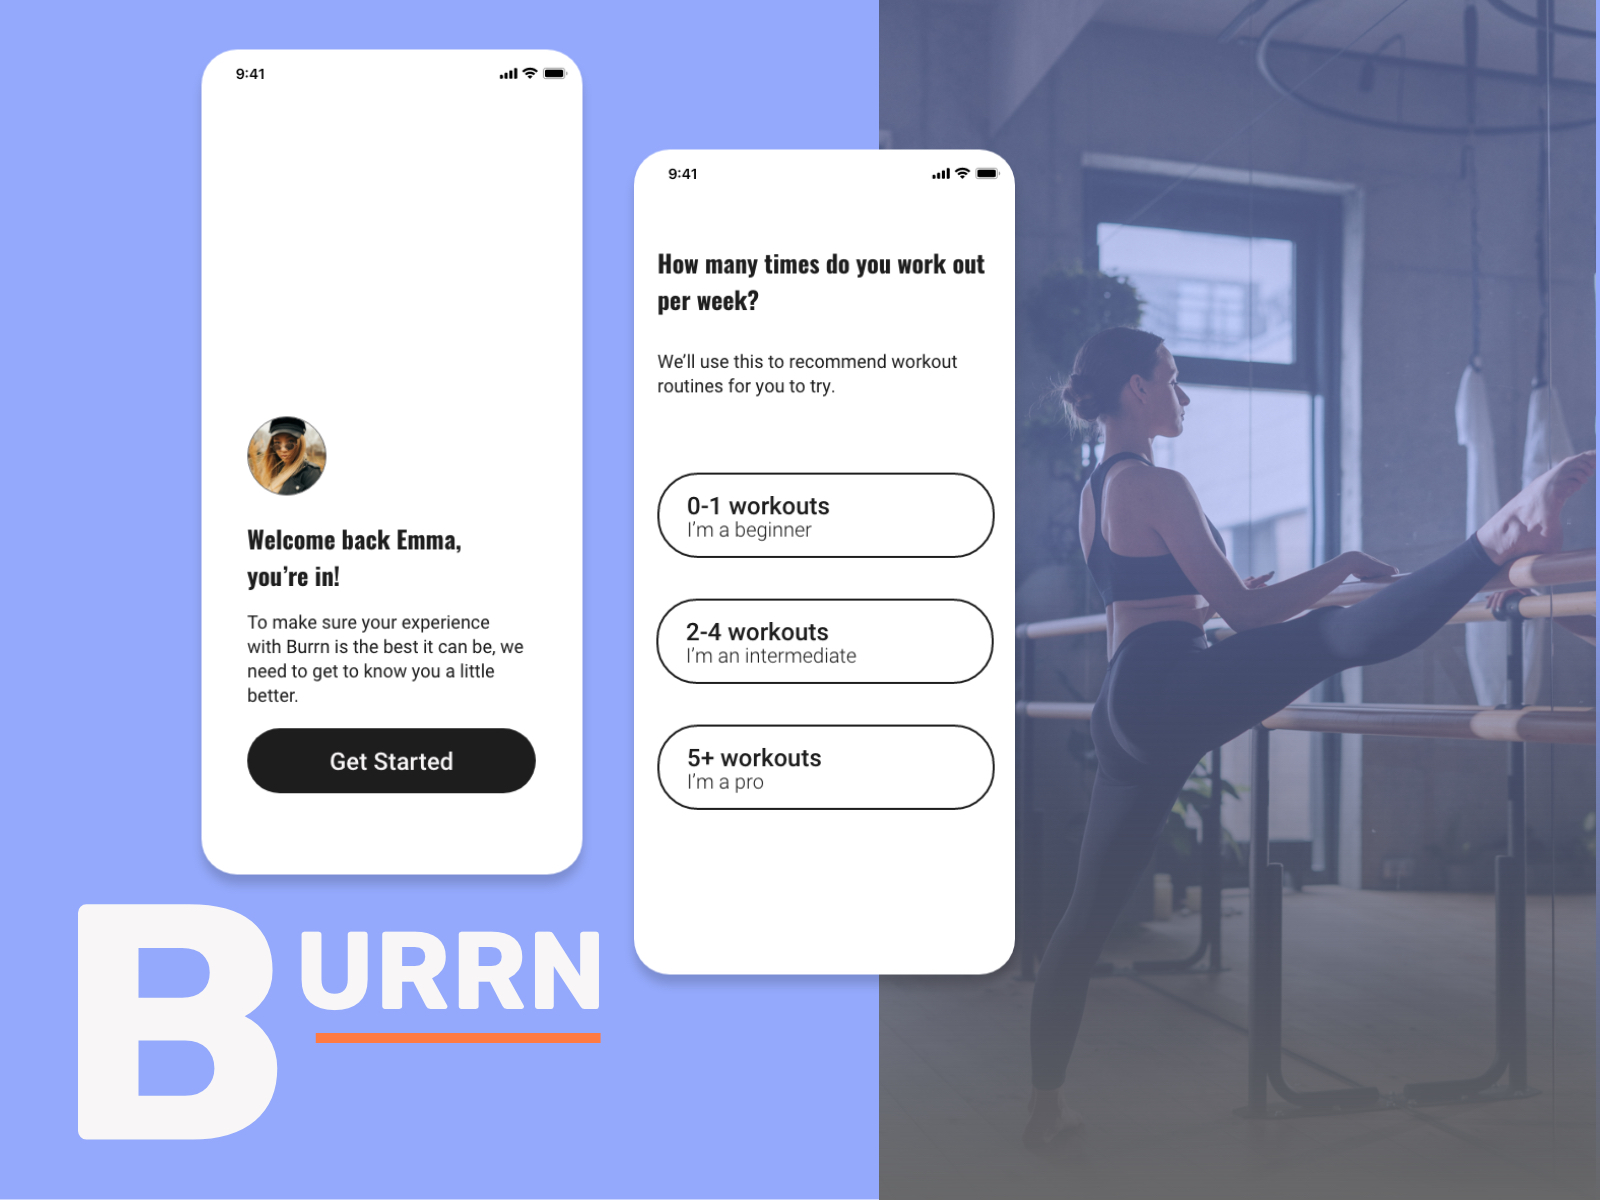 9:41
Welcome back Emma,
you’re in!
To make sure your experience
with Burrn is the best it can be, we
need to get to know you a little
better.
Get Started
9:41
How many times do you work out
per week?
We’ll use this to recommend workout
routines for you to try.
0-1 workouts
I’m a beginner
2-4 workouts
I’m an intermediate
5+ workouts
I’m a pro
BURRN